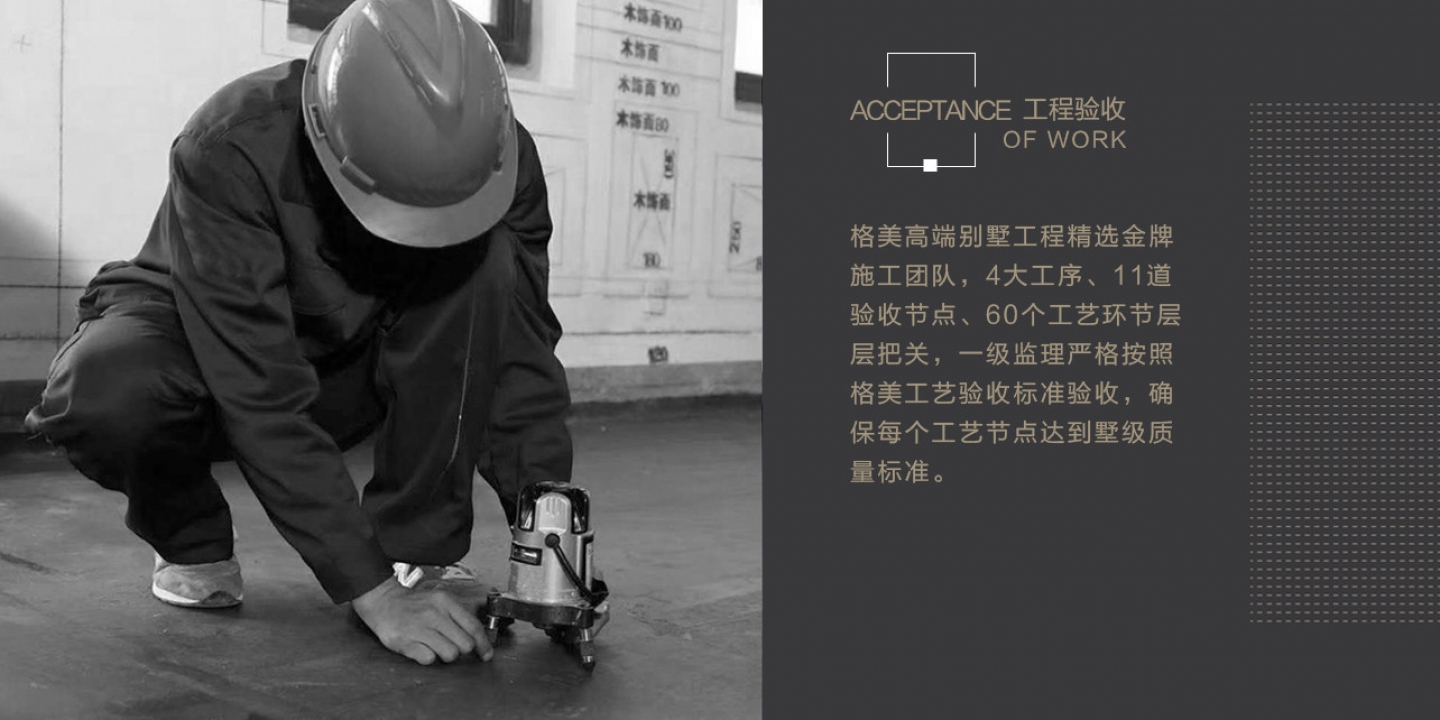 木饰面100
木饰面
木饰面 100
木饰面80
木饰面
250
180
ACCEPTANCE 工程验收
OF WORK
格美高端别墅工程精选金牌
施工团队，4大工序、11道
验收节点、60个工艺环节层
层把关，一级监理严格按照
格美工艺验收标准验收，确
保每个工艺节点达到墅级质
量标准。